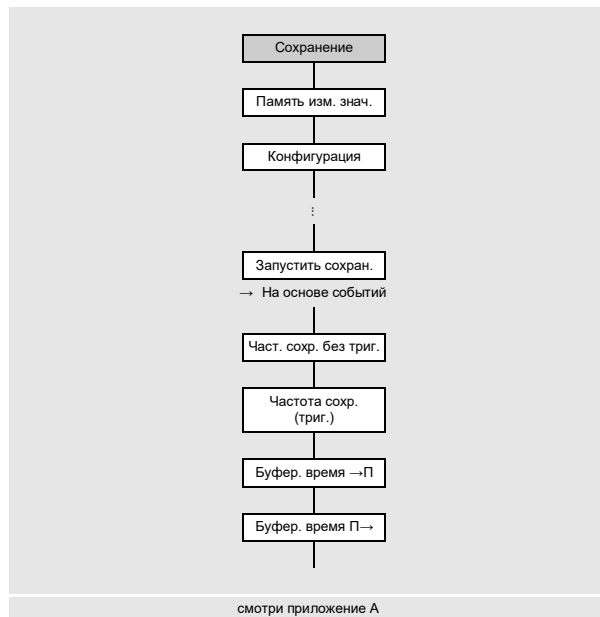 Сохранение
Память изм. знач.
Конфигурация
⋮
Запустить сохран.
→ На основе событий
Част. сохр. без триг.
Частота сохр.
(триг.)
Буфер. время →П
Буфер. время П→
смотри приложение А